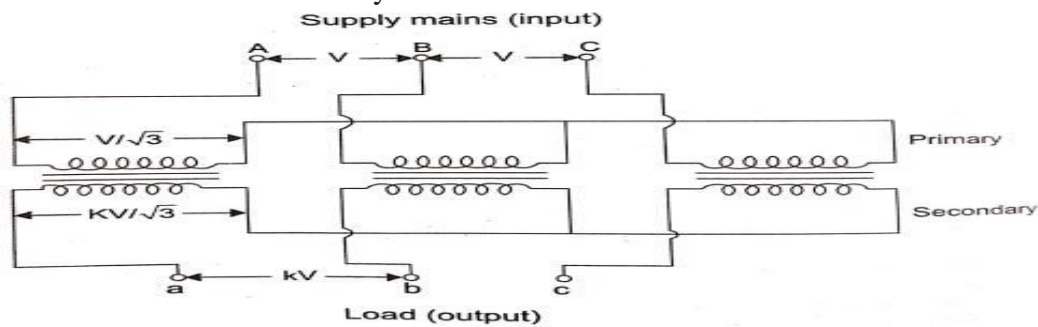 Supply mains (input)
A V B V C
V/√3
Primary
KV/√3
Secondary
kV
a b c
Load (output)